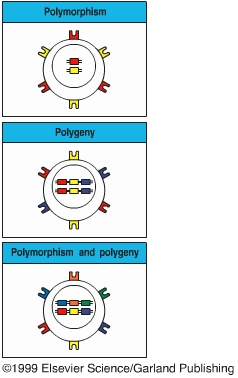 Polymorphism
Polygeny
Polymorphism and polygeny
©1999 Elsevier Science/Garland Publishing